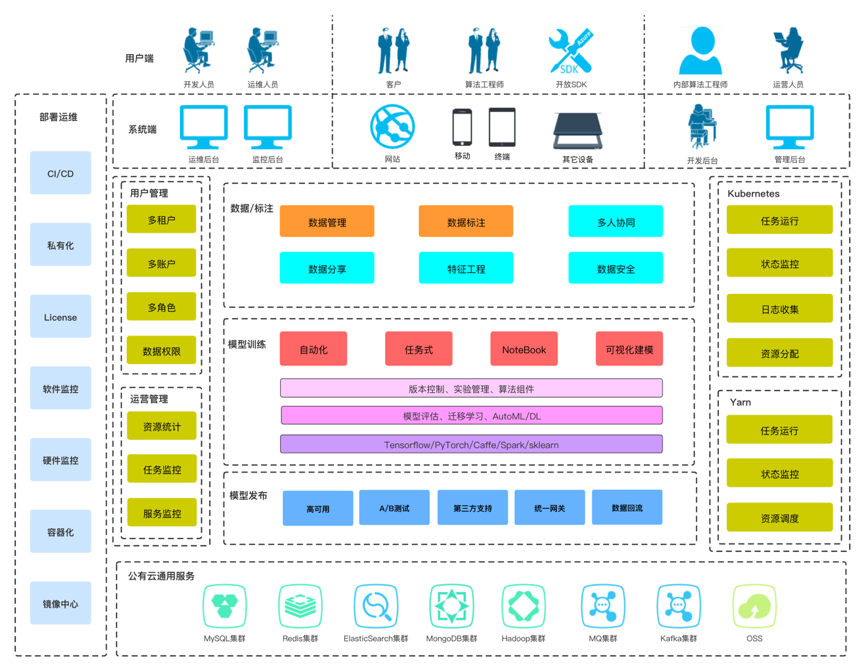 用户端
开发人员
运维人员
客户
算法工程师
Azure
SDK
开放SDK
内部算法工程师
运营人员
系统端
运维后台
监控后台
网站
移动
终端
其它设备
开发后台
管理后台
部署运维
CI/CD
私有化
License
软件监控
硬件监控
容器化
镜像中心
用户管理
多租户
多账户
多角色
数据权限
运营管理
资源统计
任务监控
服务监控
数据/标注
数据管理
数据标注
多人协同
数据分享
特征工程
数据安全
模型训练
自动化
任务式
NoteBook
可视化建模
版本控制、实验管理、算法组件
模型评估、迁移学习、AutoML/DL
Tensorflow/PyTorch/Caffe/Spark/sklearn
模型发布
高可用
A/B测试
第三方支持
统一网关
数据回流
Kubernetes
任务运行
状态监控
日志收集
资源分配
Yarn
任务运行
状态监控
资源调度
公有云通用服务
MySQL集群
Redis集群
ElasticSearch集群
MongoDB集群
Hadoop集群
MQ集群
Kafka集群
OSS